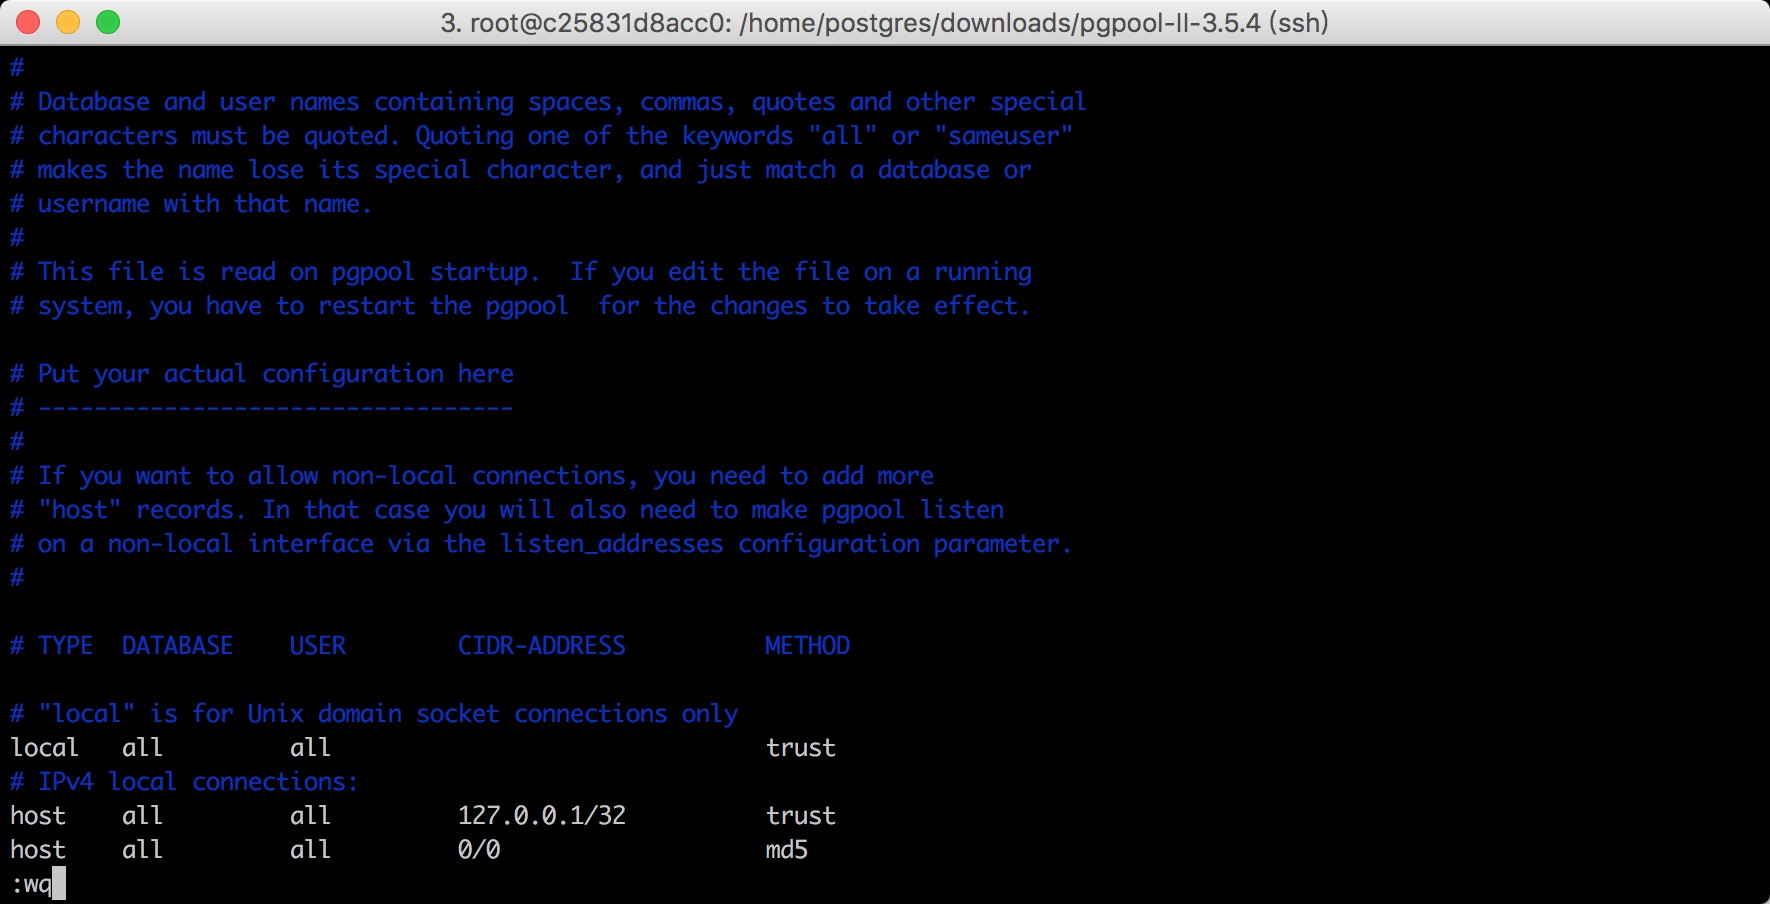 3. root@c25831d8acc0: /home/postgres/downloads/pgpool-II-3.5.4 (ssh)
#
# Database and user names containing spaces, commas, quotes and other special
# characters must be quoted. Quoting one of the keywords "all" or "sameuser"
# makes the name lose its special character, and just match a database or
# username with that name.
#
# This file is read on pgpool startup.  If you edit the file on a running
# system, you have to restart the pgpool  for the changes to take effect.

# Put your actual configuration here
# ----------------------------------
#
# If you want to allow non-local connections, you need to add more
# "host" records. In that case you will also need to make pgpool listen
# on a non-local interface via the listen_addresses configuration parameter.
#

# TYPE  DATABASE    USER        CIDR-ADDRESS          METHOD

# "local" is for Unix domain socket connections only
local   all         all                               trust
# IPv4 local connections:
host    all         all         127.0.0.1/32          trust
host    all         all         0/0                   md5
:wq